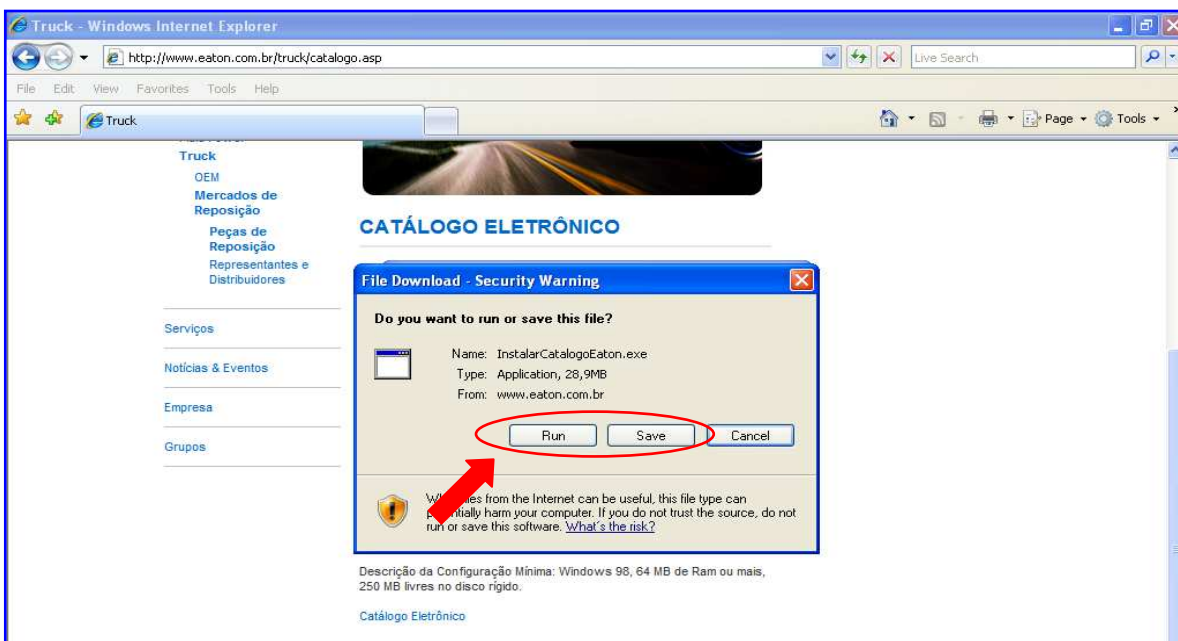 Truck - Windows Internet Explorer
http://www.eaton.com.br/truck/catalogo.asp
Live Search
File Edit View Favorites Tools Help
Truck
Page Tools
Truck
OEM
Mercados de
Reposição
Peças de
Reposição
Representantes e
Distribuidores
Serviços
Notícias & Eventos
Empresa
Grupos
CATÁLOGO ELETRÔNICO
File Download - Security Warning
Do you want to run or save this file?
Name: InstalarCatalogoEaton.exe
Type: Application, 28,9MB
From: www.eaton.com.br
Run Save Cancel
files from the Internet can be useful, this file type can
harm your computer. If you do not trust the source, do not
run or save this software. What's the risk?
Descrição da Configuração Mínima: Windows 98, 64 MB de Ram ou mais,
250 MB livres no disco rígido.
Catálogo Eletrônico